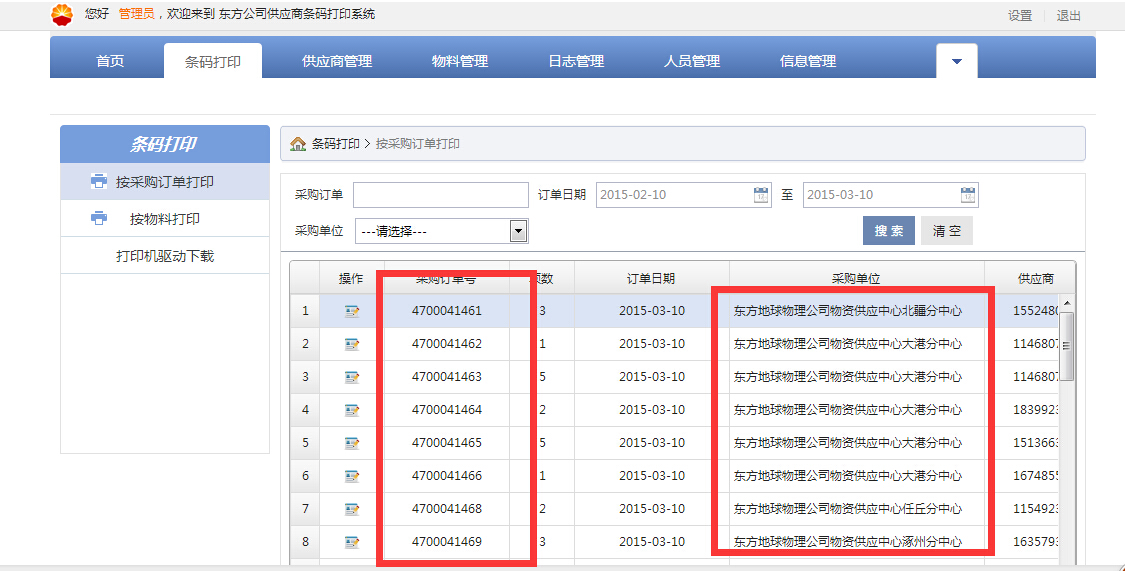 您好 管理员，欢迎来到 东方公司供应商条码打印系统
设置 退出
首页 条码打印 供应商管理 物料管理 日志管理 人员管理 信息管理
条码打印
按采购订单打印
按物料打印
打印机驱动下载
条码打印 > 按采购订单打印
采购订单 订单日期 2015-02-10 至 2015-03-10
采购单位 ---请选择--- 搜 索 清 空
操作 采购订单号 项数 订单日期 采购单位 供应商
1 4700041461 3 2015-03-10 东方地球物理公司物资供应中心北疆分中心 1552480
2 4700041462 1 2015-03-10 东方地球物理公司物资供应中心大港分中心 1146807
3 4700041463 5 2015-03-10 东方地球物理公司物资供应中心大港分中心 1146807
4 4700041464 2 2015-03-10 东方地球物理公司物资供应中心大港分中心 1839923
5 4700041465 5 2015-03-10 东方地球物理公司物资供应中心大港分中心 1513663
6 4700041466 1 2015-03-10 东方地球物理公司物资供应中心大港分中心 1674855
7 4700041468 2 2015-03-10 东方地球物理公司物资供应中心任丘分中心 1154923
8 4700041469 3 2015-03-10 东方地球物理公司物资供应中心涿州分中心 1635793